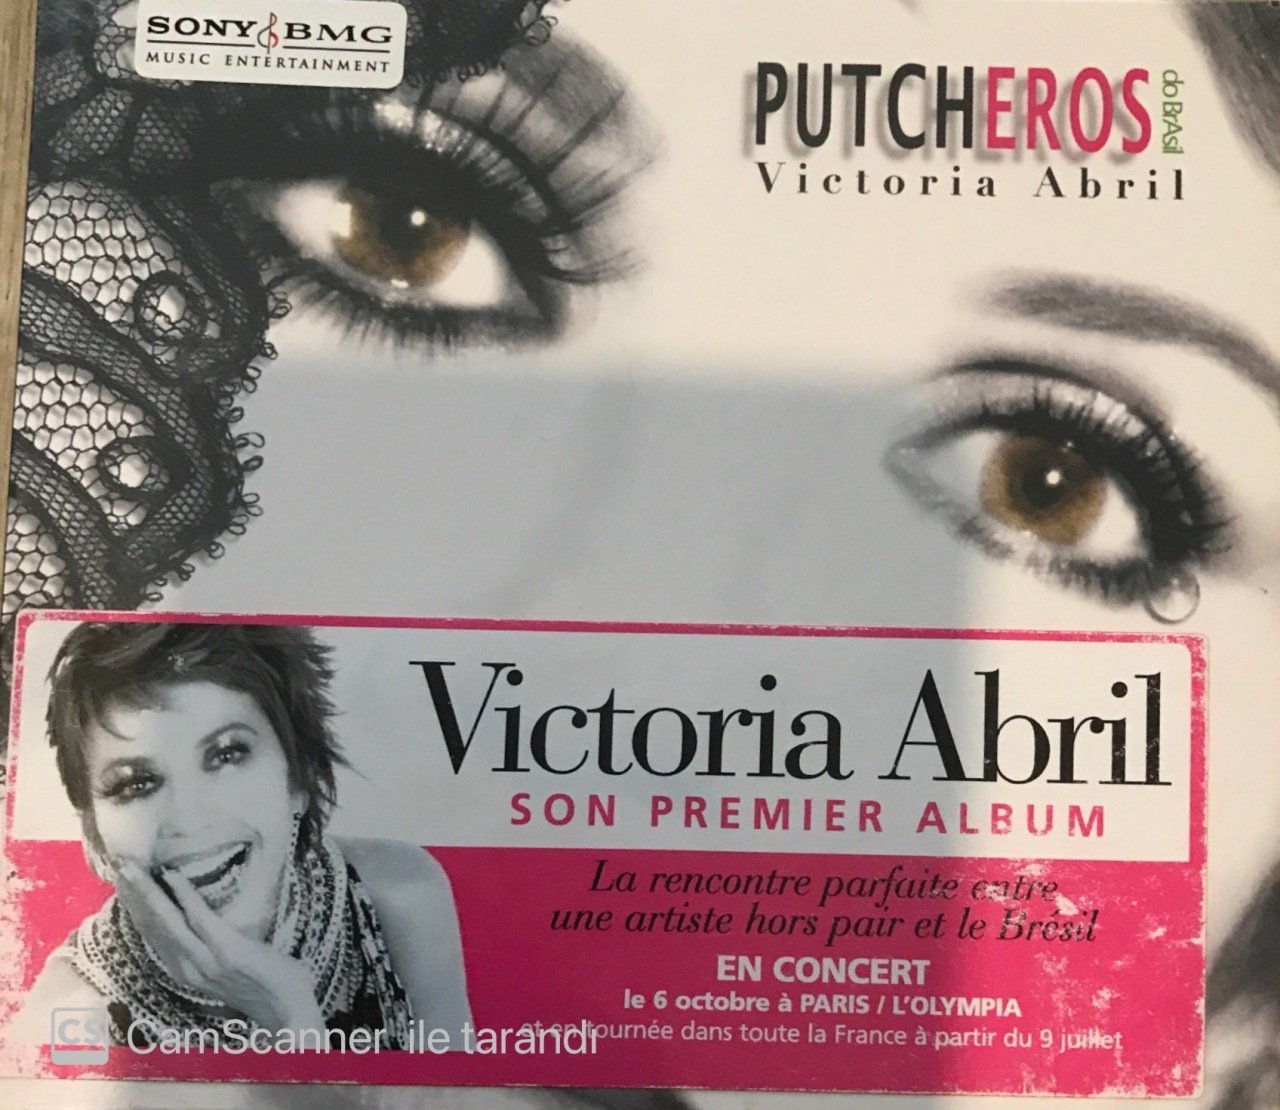 SONY BMG
MUSIC ENTERTAINMENT
PUTCHEROS
do BrAsil
Victoria Abril
Victoria Abril
SON PREMIER ALBUM
La rencontre parfaite entre
une artiste hors pair et le Brésil
EN CONCERT
le 6 octobre à PARIS / L'OLYMPIA
et en tournée dans toute la France à partir du 9 juillet
CS CamScanner ile tarandı